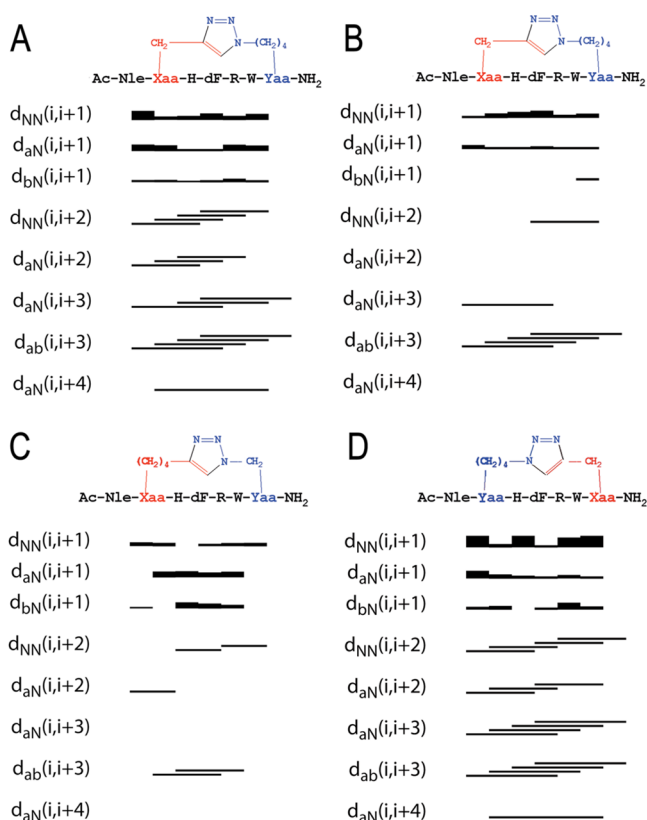 A
N=N
CH₂
N
(CH₂)₄
Ac-Nle-Xaa-H-dF-R-W-Yaa-NH₂
dNN(i,i+1)
daN(i,i+1)
dbN(i,i+1)
dNN(i,i+2)
daN(i,i+2)
daN(i,i+3)
dab(i,i+3)
daN(i,i+4)
B
N=N
CH₂
N
(CH₂)₄
Ac-Nle-Xaa-H-dF-R-W-Yaa-NH₂
dNN(i,i+1)
daN(i,i+1)
dbN(i,i+1)
dNN(i,i+2)
daN(i,i+2)
daN(i,i+3)
dab(i,i+3)
daN(i,i+4)
C
N=N
(CH₂)₄
N
CH₂
Ac-Nle-Xaa-H-dF-R-W-Yaa-NH₂
dNN(i,i+1)
daN(i,i+1)
dbN(i,i+1)
dNN(i,i+2)
daN(i,i+2)
daN(i,i+3)
dab(i,i+3)
daN(i,i+4)
D
N=N
(CH₂)₄
N
CH₂
Ac-Nle-Yaa-H-dF-R-W-Xaa-NH₂
dNN(i,i+1)
daN(i,i+1)
dbN(i,i+1)
dNN(i,i+2)
daN(i,i+2)
daN(i,i+3)
dab(i,i+3)
daN(i,i+4)